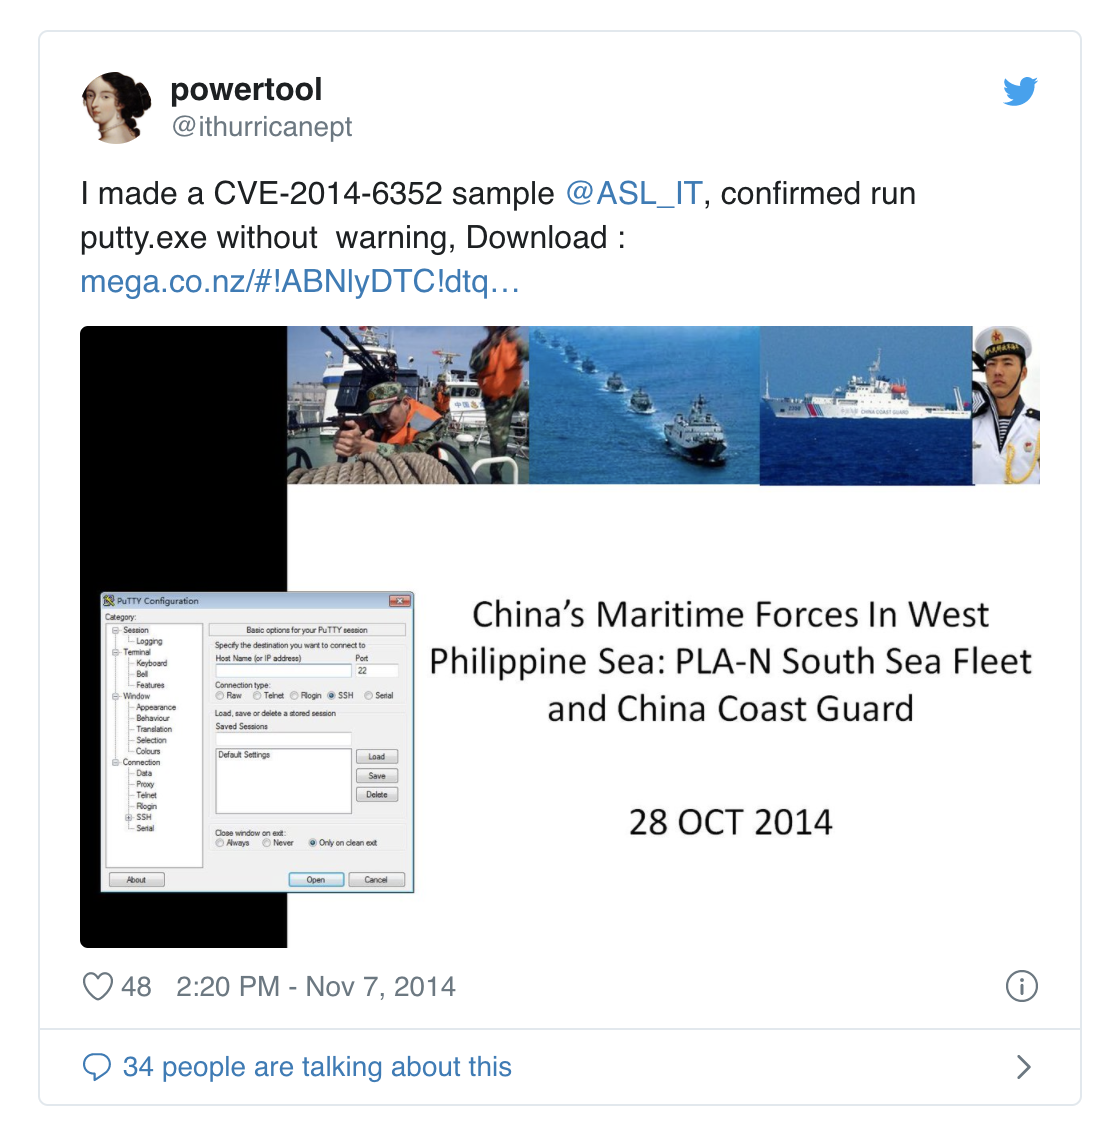 powertool
@ithurricanept
I made a CVE-2014-6352 sample @ASL_IT, confirmed run
putty.exe without  warning, Download :
mega.co.nz/#!ABNlyDTC!dtq…
中国
CHINA COAST GUARD
PuTTY Configuration
Category:
Session
Logging
Terminal
Keyboard
Bell
Features
Window
Appearance
Behaviour
Translation
Selection
Colours
Connection
Data
Proxy
Telnet
Rlogin
SSH
Serial
Basic options for your PuTTY session
Specify the destination you want to connect to
Host Name (or IP address) Port
22
Connection type:
Raw Telnet Rlogin SSH Serial
Load, save or delete a stored session
Saved Sessions
Default Settings
Load
Save
Delete
Close window on exit:
Always Never Only on clean exit
About Open Cancel
China’s Maritime Forces In West
Philippine Sea: PLA-N South Sea Fleet
and China Coast Guard
28 OCT 2014
48 2:20 PM - Nov 7, 2014
34 people are talking about this